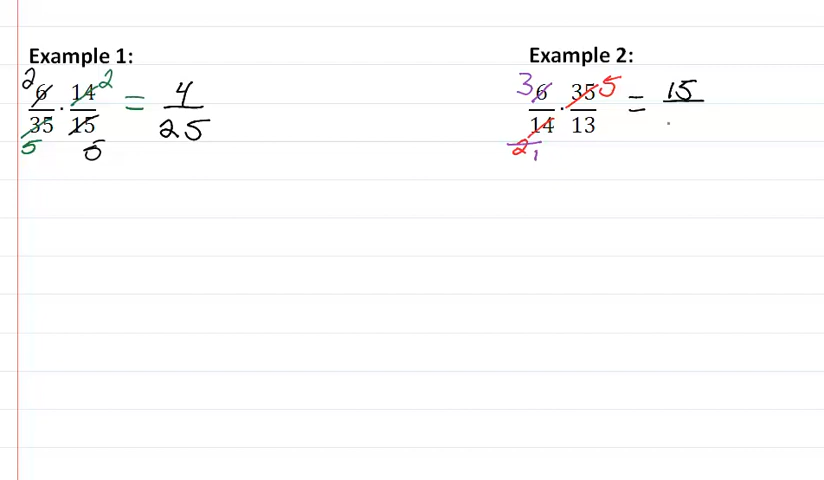 Example 1:
2 6 14 2
— · — = 4
35 15 25
5 5
Example 2:
3 6 35 5
— · — = 15
14 13
2 1